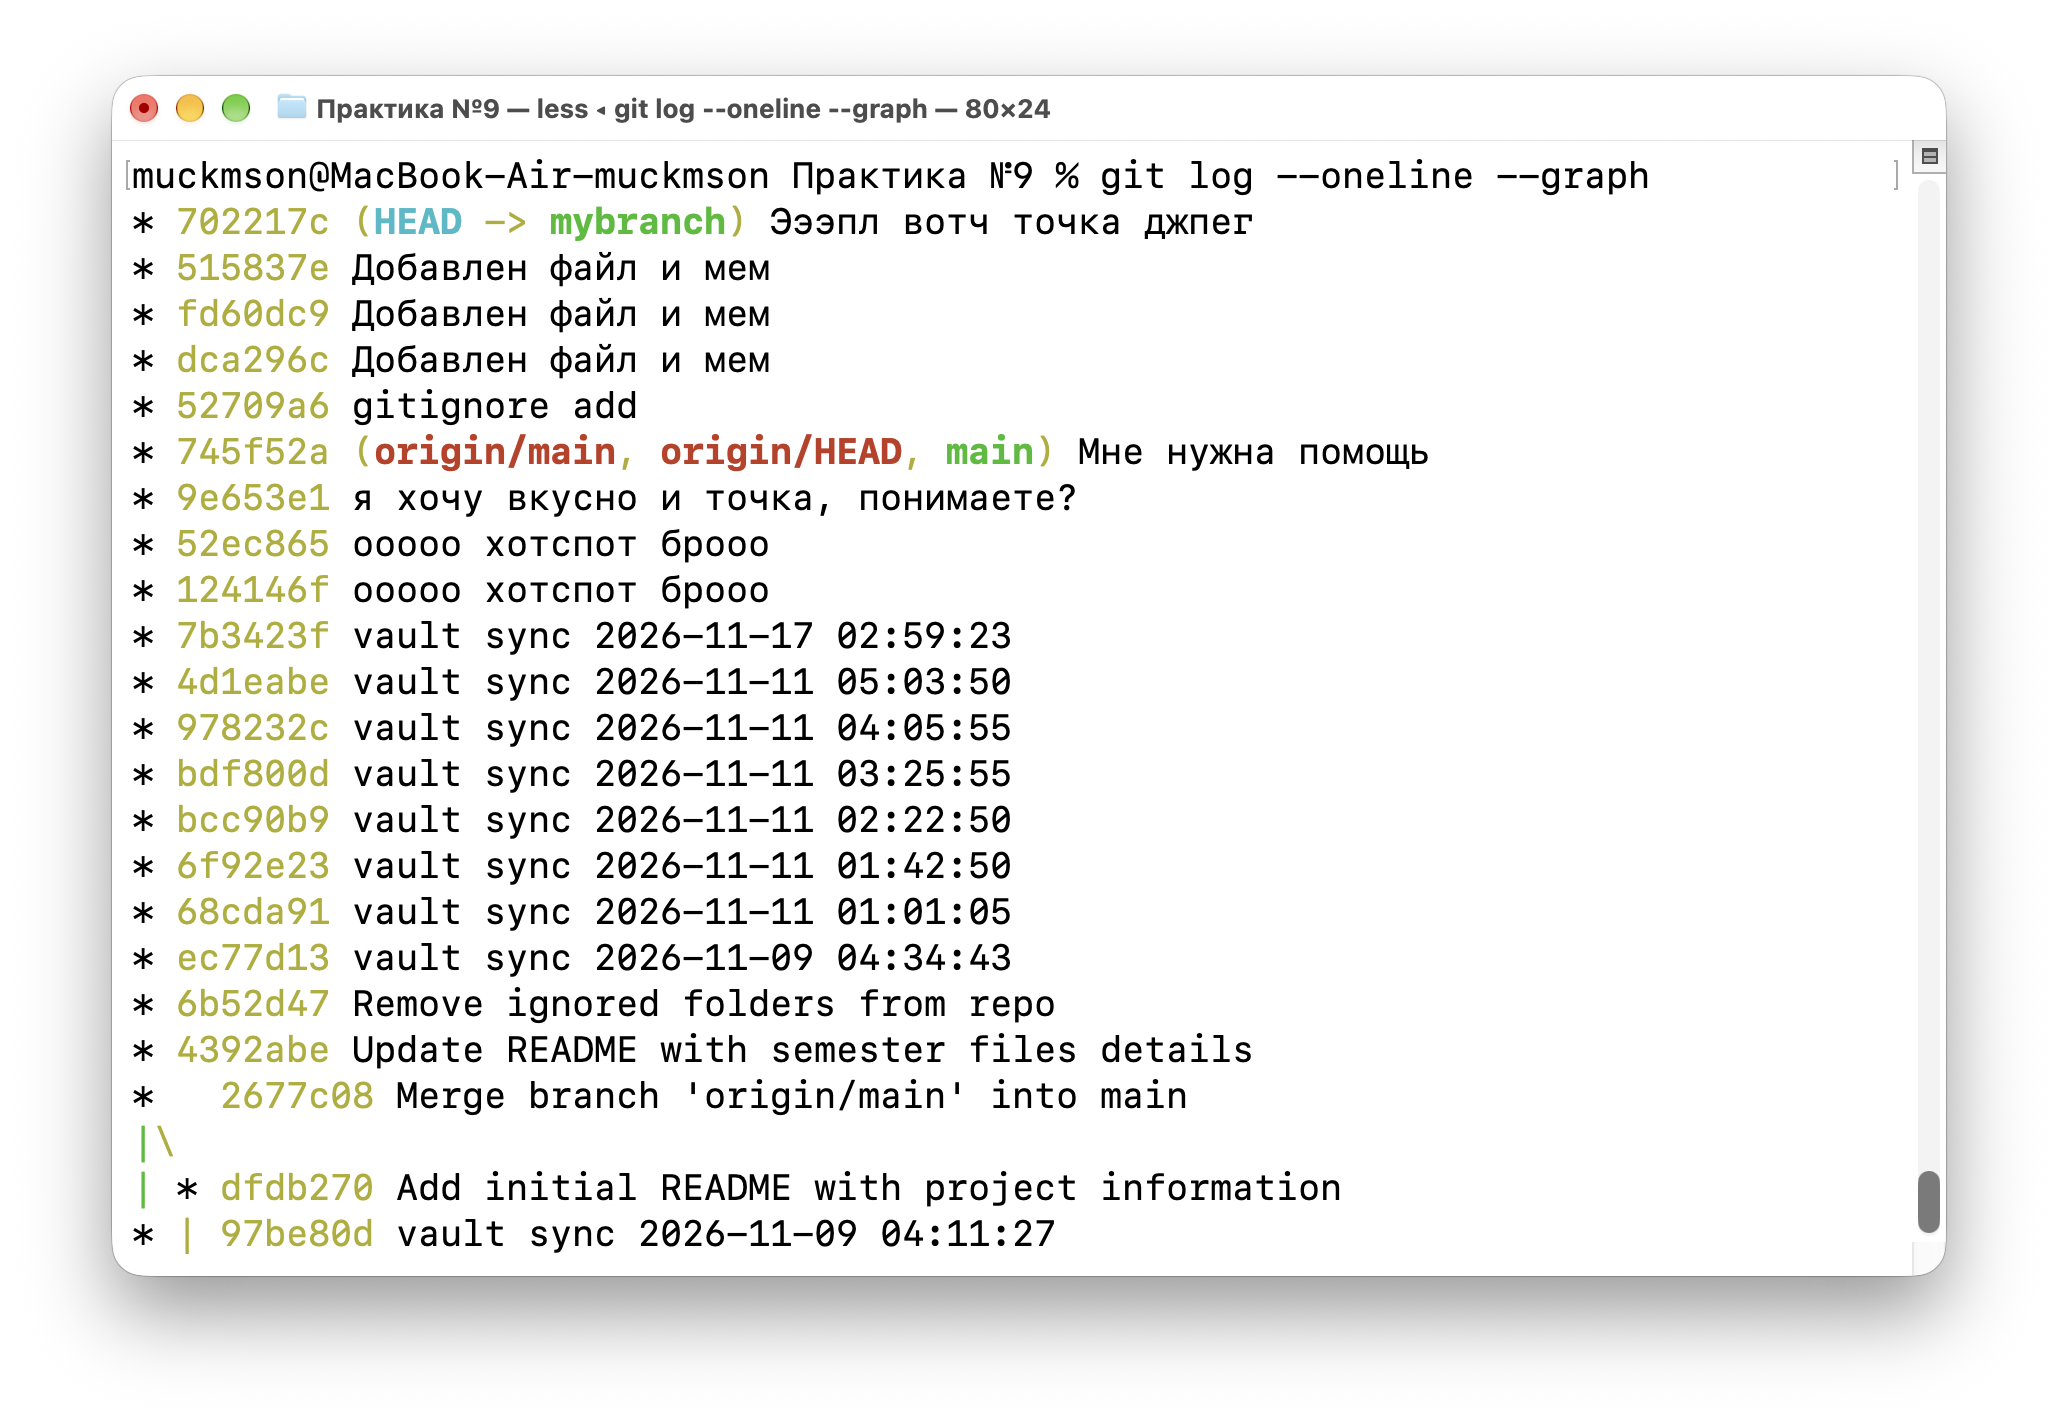 Практика №9 — less ◂ git log --oneline --graph — 80×24
muckmson@MacBook-Air-muckmson Практика №9 % git log --oneline --graph
* 702217c (HEAD -> mybranch) Эээпл вотч точка джпег
* 515837e Добавлен файл и мем
* fd60dc9 Добавлен файл и мем
* dca296c Добавлен файл и мем
* 52709a6 gitignore add
* 745f52a (origin/main, origin/HEAD, main) Мне нужна помощь
* 9e653e1 я хочу вкусно и точка, понимаете?
* 52ec865 ооооо хотспот брооо
* 124146f ооооо хотспот брооо
* 7b3423f vault sync 2026-11-17 02:59:23
* 4d1eabe vault sync 2026-11-11 05:03:50
* 978232c vault sync 2026-11-11 04:05:55
* bdf800d vault sync 2026-11-11 03:25:55
* bcc90b9 vault sync 2026-11-11 02:22:50
* 6f92e23 vault sync 2026-11-11 01:42:50
* 68cda91 vault sync 2026-11-11 01:01:05
* ec77d13 vault sync 2026-11-09 04:34:43
* 6b52d47 Remove ignored folders from repo
* 4392abe Update README with semester files details
*   2677c08 Merge branch 'origin/main' into main
|\
| * dfdb270 Add initial README with project information
* | 97be80d vault sync 2026-11-09 04:11:27